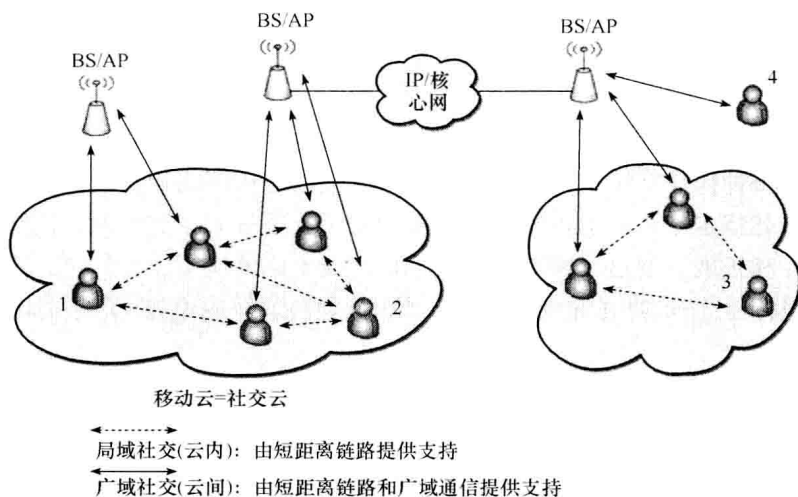 BS/AP
BS/AP
BS/AP
IP/核
心网
4
1
2
3
移动云=社交云
局域社交(云内)：由短距离链路提供支持
广域社交(云间)：由短距离链路和广域通信提供支持